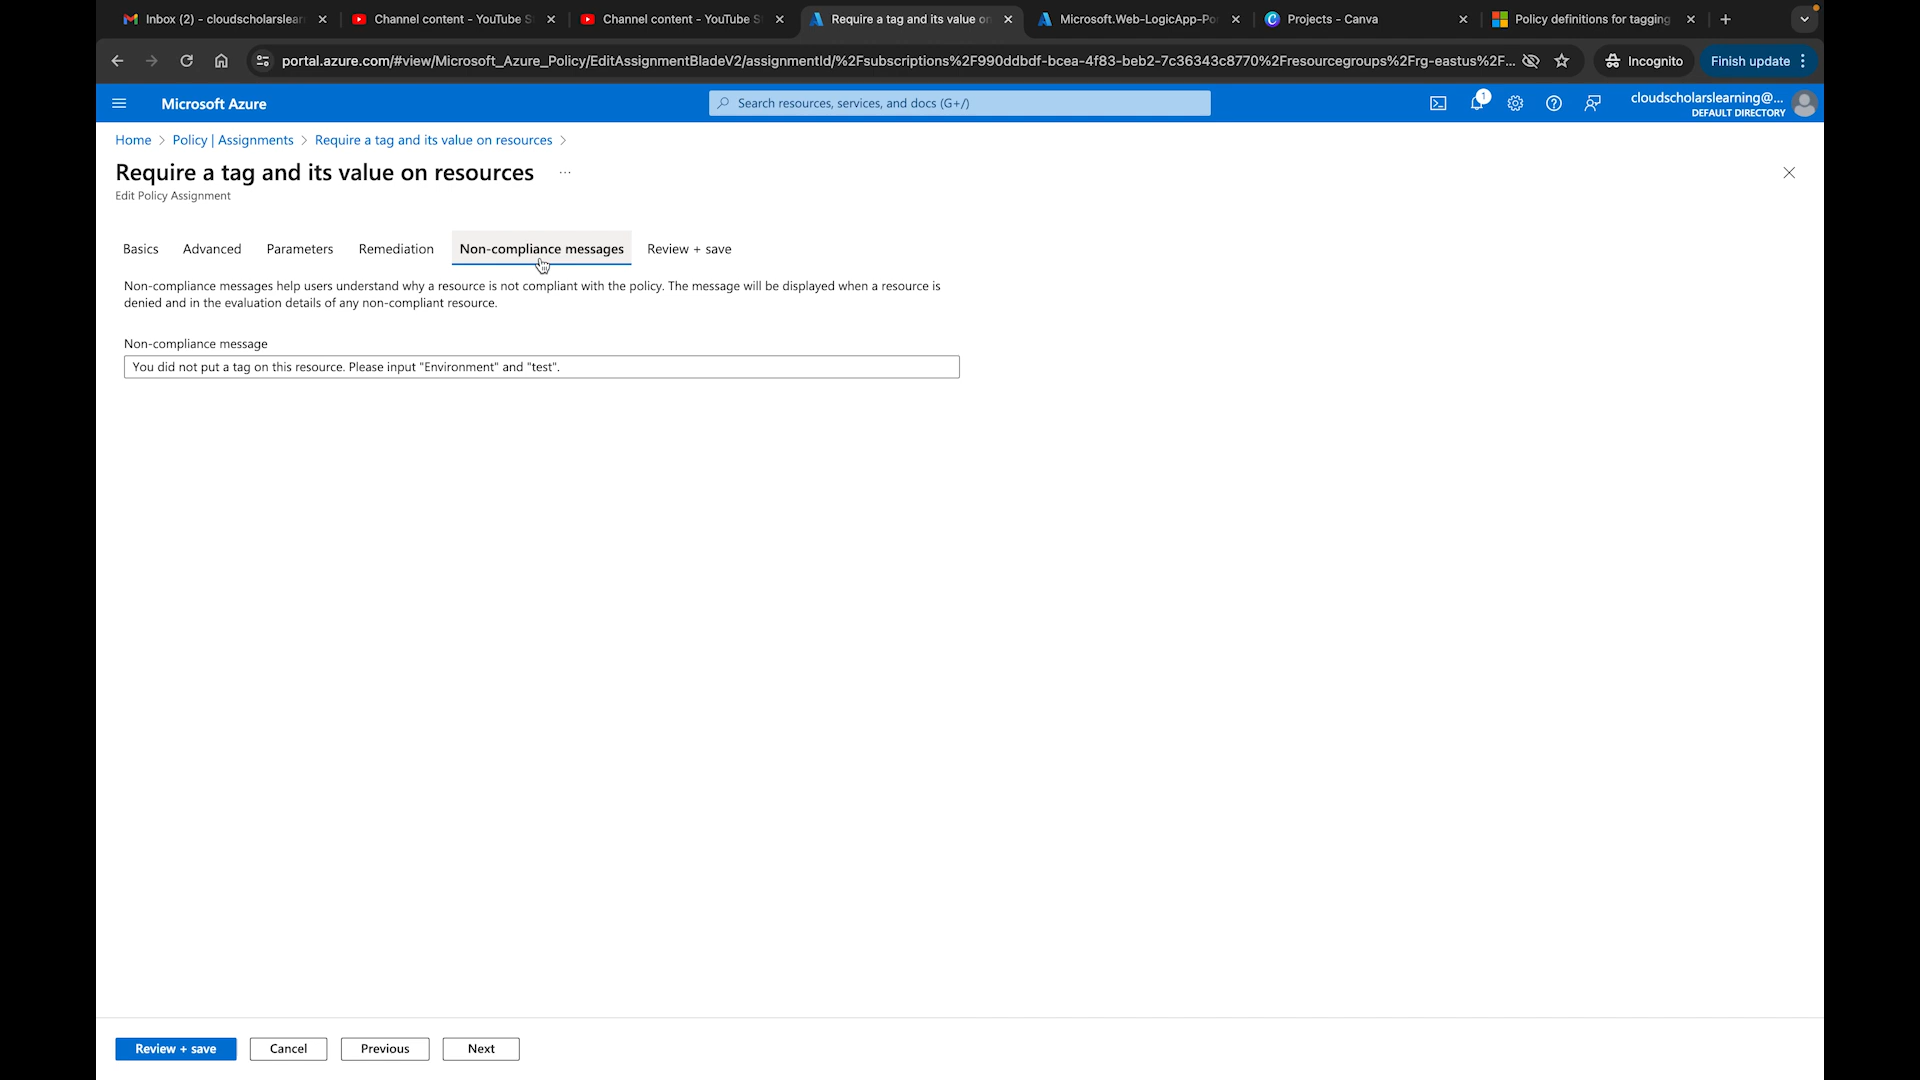 Inbox (2) - cloudscholarslear
Channel content - YouTube S
Channel content - YouTube S
Require a tag and its value on
Microsoft.Web-LogicApp-Po
Projects - Canva
Policy definitions for tagging
portal.azure.com/#view/Microsoft_Azure_Policy/EditAssignmentBladeV2/assignmentId/%2Fsubscriptions%2F990ddbdf-bcea-4f83-beb2-7c36343c8770%2Fresourcegroups%2Frg-eastus%2F...
Incognito
Finish update
Microsoft Azure
Search resources, services, and docs (G+/)
1
cloudscholarslearning@...
DEFAULT DIRECTORY
Home > Policy | Assignments > Require a tag and its value on resources >
Require a tag and its value on resources ...
Edit Policy Assignment
Basics Advanced Parameters Remediation Non-compliance messages Review + save
Non-compliance messages help users understand why a resource is not compliant with the policy. The message will be displayed when a resource is
denied and in the evaluation details of any non-compliant resource.
Non-compliance message
You did not put a tag on this resource. Please input "Environment" and "test".
Review + save
Cancel
Previous
Next